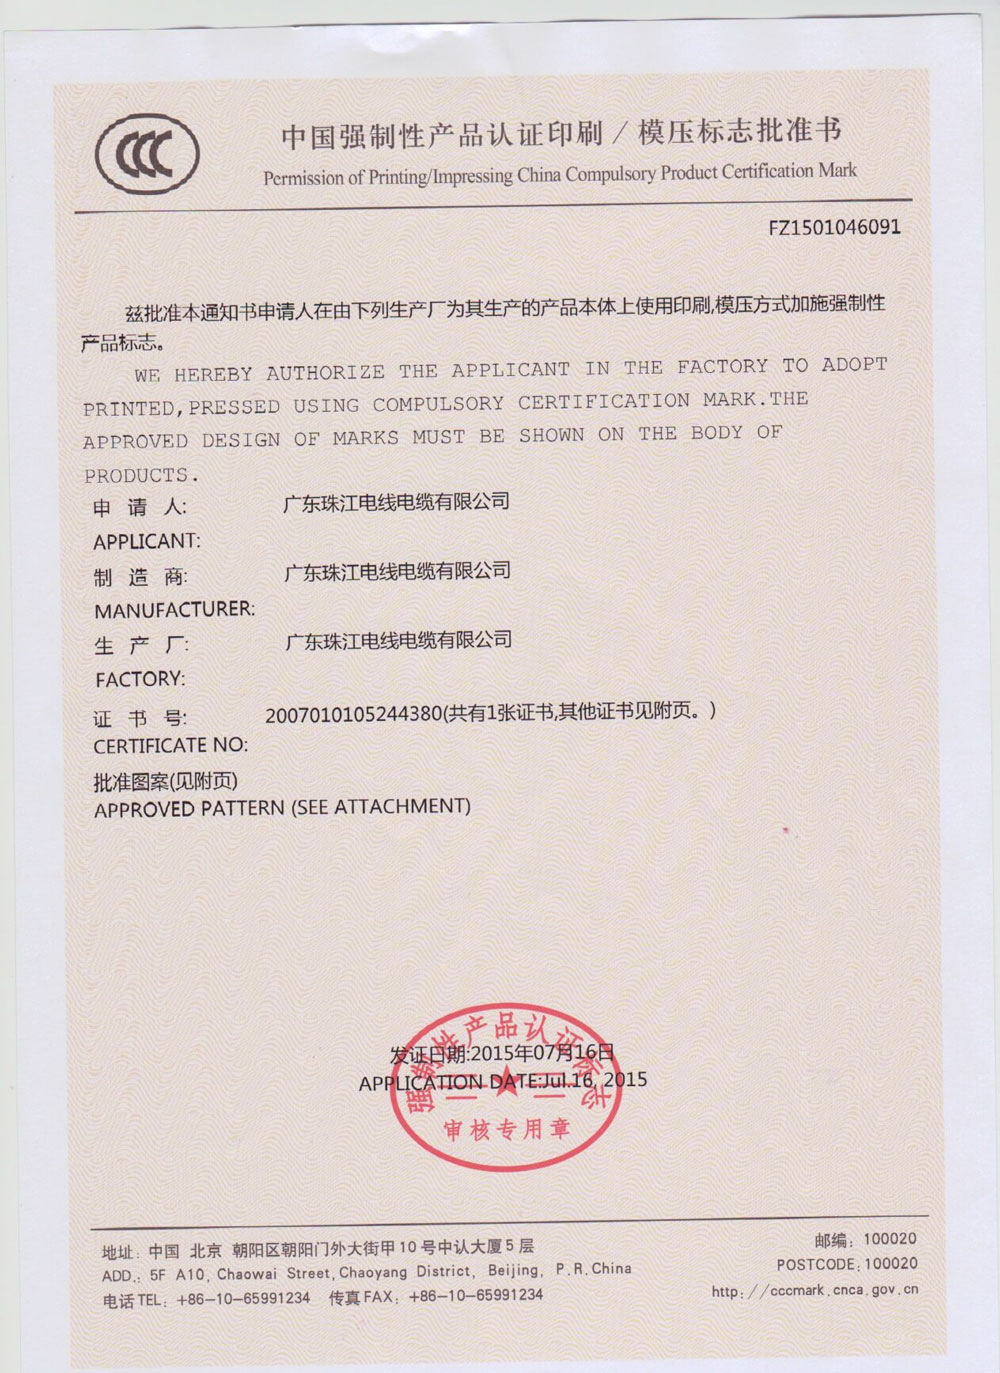 CCC
中国强制性产品认证印刷／模压标志批准书
Permission of Printing/Impressing China Compulsory Product Certification Mark
FZ1501046091
兹批准本通知书申请人在由下列生产厂为其生产的产品本体上使用印刷,模压方式加施强制性
产品标志。
WE HEREBY AUTHORIZE THE APPLICANT IN THE FACTORY TO ADOPT
PRINTED,PRESSED USING COMPULSORY CERTIFICATION MARK.THE
APPROVED DESIGN OF MARKS MUST BE SHOWN ON THE BODY OF
PRODUCTS.
申 请 人: 广东珠江电线电缆有限公司
APPLICANT:
制 造 商: 广东珠江电线电缆有限公司
MANUFACTURER:
生 产 厂: 广东珠江电线电缆有限公司
FACTORY:
证 书 号: 2007010105244380(共有1张证书,其他证书见附页。)
CERTIFICATE NO:
批准图案(见附页)
APPROVED PATTERN (SEE ATTACHMENT)
强制性产品认证标志
发证日期:2015年07月16日
APPLICATION DATE:Jul.16, 2015
审核专用章
地址：中国 北京 朝阳区朝阳门外大街甲10号中认大厦5层 邮编：100020
ADD.: 5F A10, Chaowai Street,Chaoyang District, Beijing, P.R.China POSTCODE:100020
电话TEL：+86-10-65991234 传真FAX：+86-10-65991234 http://cccmark.cnca.gov.cn